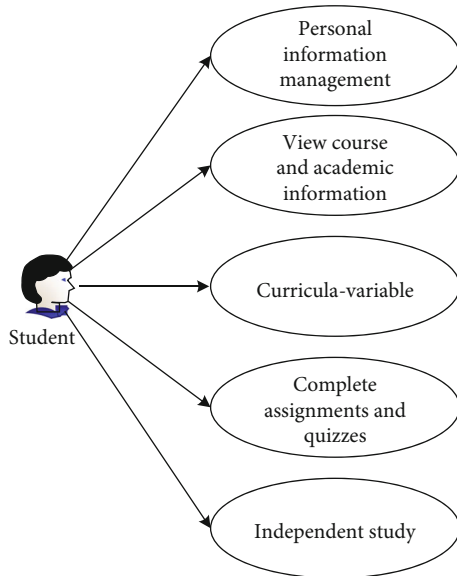 Personal
information
management
View course
and academic
information
Curricula-variable
Student
Complete
assignments and
quizzes
Independent study